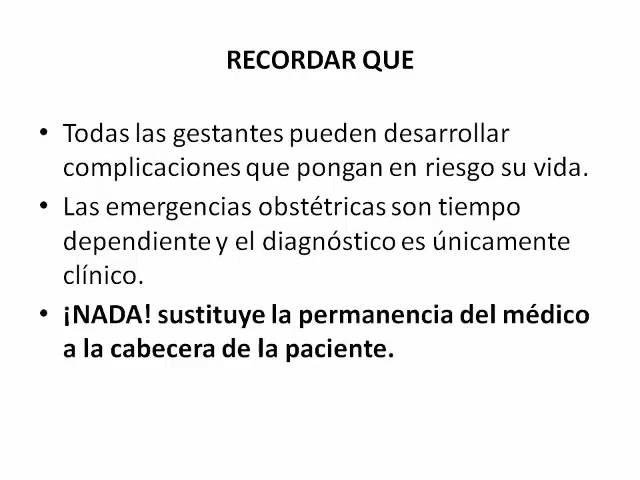 RECORDAR QUE
• Todas las gestantes pueden desarrollar
complicaciones que pongan en riesgo su vida.
• Las emergencias obstétricas son tiempo
dependiente y el diagnóstico es únicamente
clínico.
• ¡NADA! sustituye la permanencia del médico
a la cabecera de la paciente.